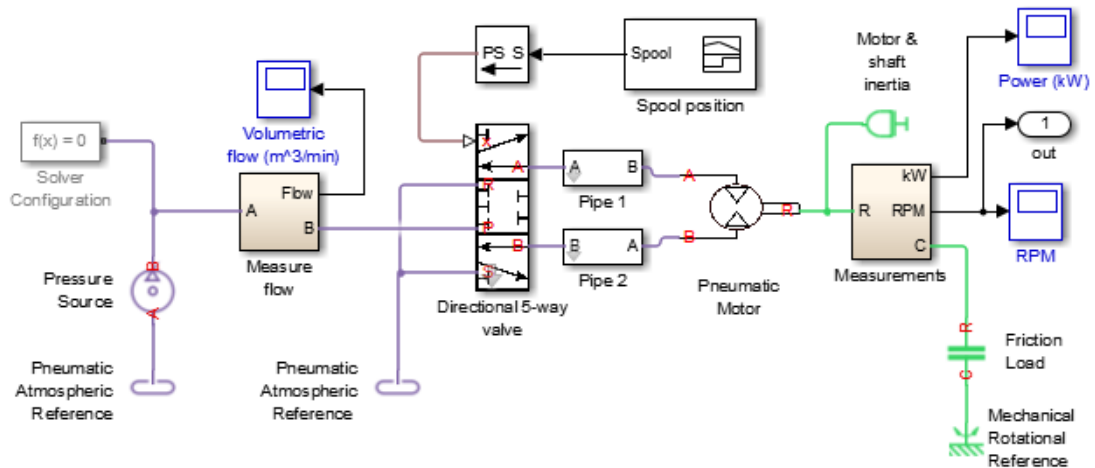 Motor &
shaft
inertia
Power (kW)
PS S
Spool
Spool position
Volumetric
flow (m^3/min)
f(x) = 0
Solver
Configuration
1
out
X
A
R
P
B
S
A
B
Pipe 1
A
B
R
B
A
Pipe 2
Directional 5-way
valve
Pneumatic
Motor
A
Flow
B
Measure
flow
kW
R
RPM
C
Measurements
RPM
B
Pressure
Source
A
R
Friction
Load
C
Pneumatic
Atmospheric
Reference
Pneumatic
Atmospheric
Reference
Mechanical
Rotational
Reference